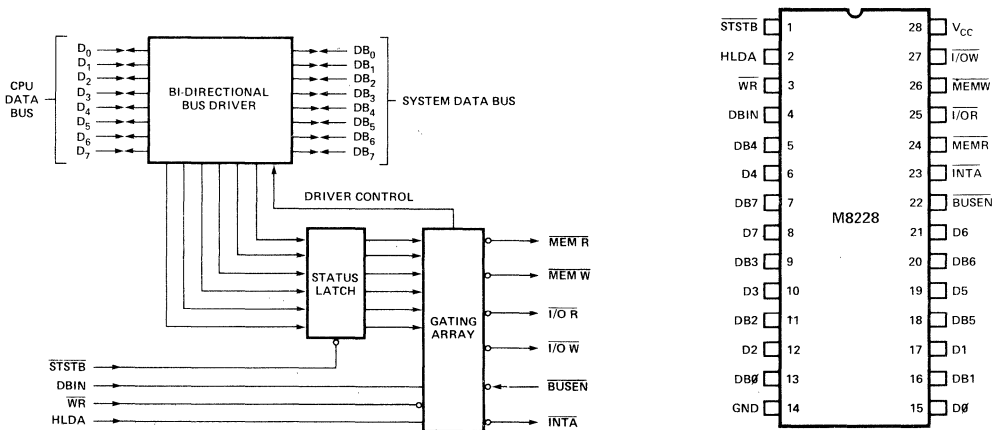 D0
D1
D2
D3
D4
D5
D6
D7
CPU
DATA
BUS
BI-DIRECTIONAL
BUS DRIVER
DB0
DB1
DB2
DB3
DB4
DB5
DB6
DB7
SYSTEM DATA BUS
DRIVER CONTROL
STATUS
LATCH
GATING
ARRAY
MEM R
MEM W
I/O R
I/O W
BUSEN
INTA
STSTB
DBIN
WR
HLDA
M8228
STSTB 1
HLDA 2
WR 3
DBIN 4
DB4 5
D4 6
DB7 7
D7 8
DB3 9
D3 10
DB2 11
D2 12
DBØ 13
GND 14
28 VCC
27 I/OW
26 MEMW
25 I/OR
24 MEMR
23 INTA
22 BUSEN
21 D6
20 DB6
19 D5
18 DB5
17 D1
16 DB1
15 DØ